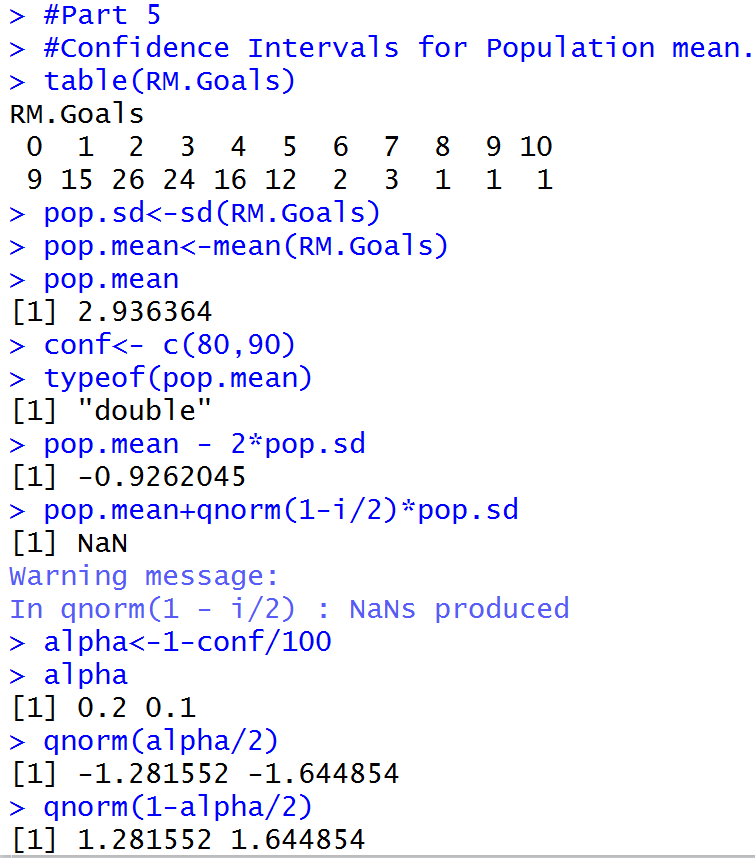 > #Part 5
> #Confidence Intervals for Population mean.
> table(RM.Goals)
RM.Goals
 0  1  2  3  4  5  6  7  8  9 10
 9 15 26 24 16 12  2  3  1  1  1
> pop.sd<-sd(RM.Goals)
> pop.mean<-mean(RM.Goals)
> pop.mean
[1] 2.936364
> conf<- c(80,90)
> typeof(pop.mean)
[1] "double"
> pop.mean - 2*pop.sd
[1] -0.9262045
> pop.mean+qnorm(1-i/2)*pop.sd
[1] NaN
Warning message:
In qnorm(1 - i/2) : NaNs produced
> alpha<-1-conf/100
> alpha
[1] 0.2 0.1
> qnorm(alpha/2)
[1] -1.281552 -1.644854
> qnorm(1-alpha/2)
[1] 1.281552 1.644854